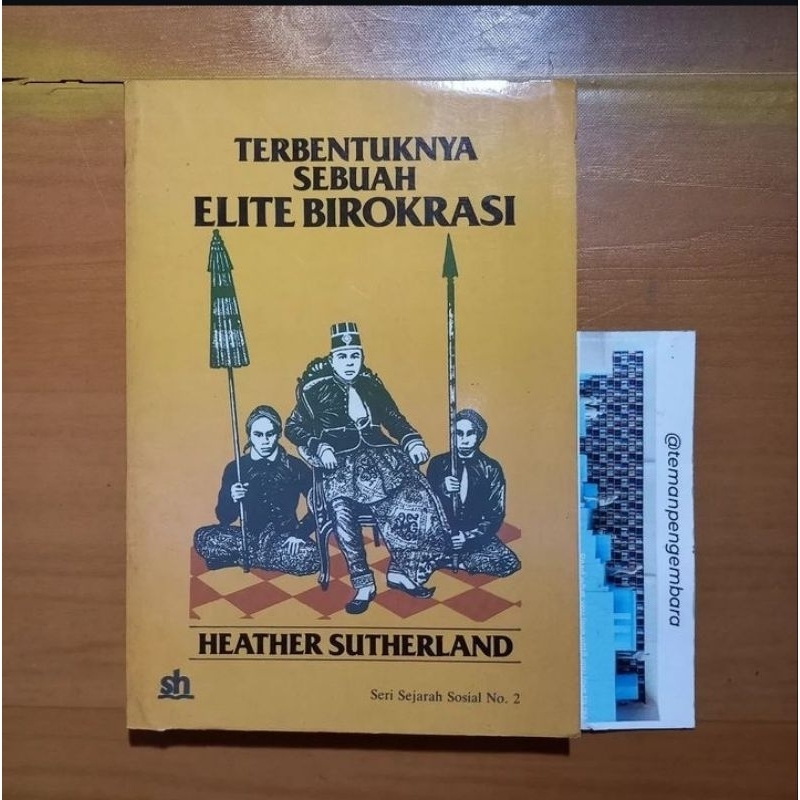 TERBENTUKNYA
SEBUAH
ELITE BIROKRASI
HEATHER SUTHERLAND
sh
Seri Sejarah Sosial No. 2
@temanpengembara